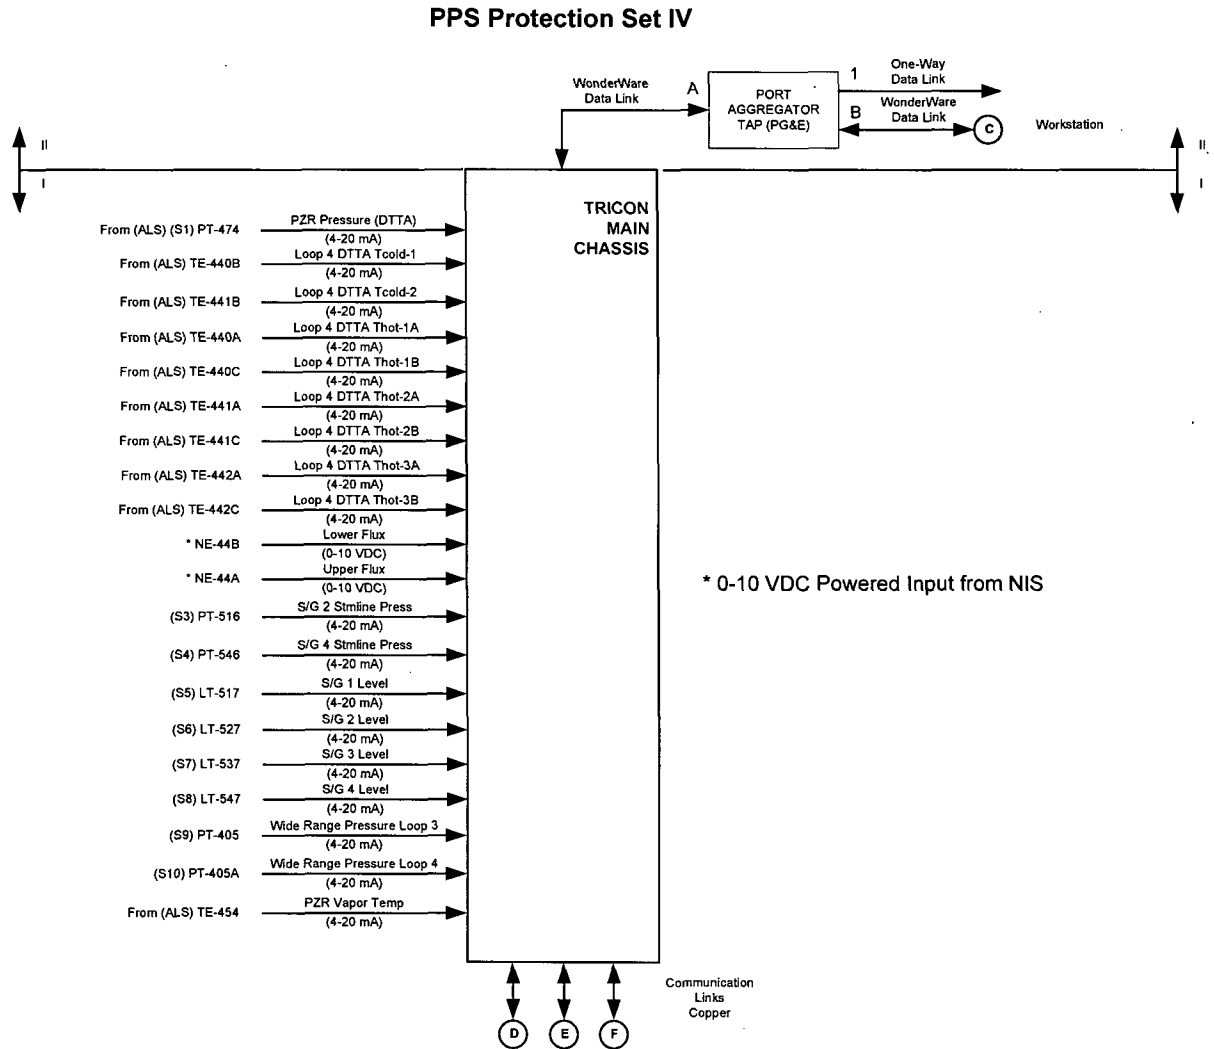 PPS Protection Set IV
WonderWare
Data Link
A
PORT
AGGREGATOR
TAP (PG&E)
1
One-Way
Data Link
B
WonderWare
Data Link
C
Workstation
II
I
II
I
TRICON
MAIN
CHASSIS
From (ALS) (S1) PT-474
PZR Pressure (DTTA)
(4-20 mA)
From (ALS) TE-440B
Loop 4 DTTA Tcold-1
(4-20 mA)
From (ALS) TE-441B
Loop 4 DTTA Tcold-2
(4-20 mA)
From (ALS) TE-440A
Loop 4 DTTA Thot-1A
(4-20 mA)
From (ALS) TE-440C
Loop 4 DTTA Thot-1B
(4-20 mA)
From (ALS) TE-441A
Loop 4 DTTA Thot-2A
(4-20 mA)
From (ALS) TE-441C
Loop 4 DTTA Thot-2B
(4-20 mA)
From (ALS) TE-442A
Loop 4 DTTA Thot-3A
(4-20 mA)
From (ALS) TE-442C
Loop 4 DTTA Thot-3B
(4-20 mA)
* NE-44B
Lower Flux
(0-10 VDC)
* NE-44A
Upper Flux
(0-10 VDC)
* 0-10 VDC Powered Input from NIS
(S3) PT-516
S/G 2 Stmline Press
(4-20 mA)
(S4) PT-546
S/G 4 Stmline Press
(4-20 mA)
(S5) LT-517
S/G 1 Level
(4-20 mA)
(S6) LT-527
S/G 2 Level
(4-20 mA)
(S7) LT-537
S/G 3 Level
(4-20 mA)
(S8) LT-547
S/G 4 Level
(4-20 mA)
(S9) PT-405
Wide Range Pressure Loop 3
(4-20 mA)
(S10) PT-405A
Wide Range Pressure Loop 4
(4-20 mA)
From (ALS) TE-454
PZR Vapor Temp
(4-20 mA)
Communication
Links
Copper
D
E
F